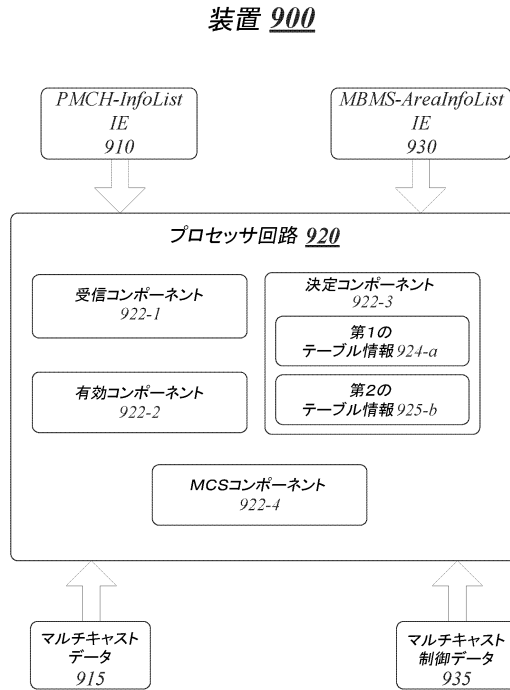 装置 900
PMCH-InfoList
IE
910
MBMS-AreaInfoList
IE
930
プロセッサ回路 920
受信コンポーネント
922-1
決定コンポーネント
922-3
第1の
テーブル情報 924-a
有効コンポーネント
922-2
第2の
テーブル情報 925-b
MCSコンポーネント
922-4
マルチキャスト
データ
915
マルチキャスト
制御データ
935